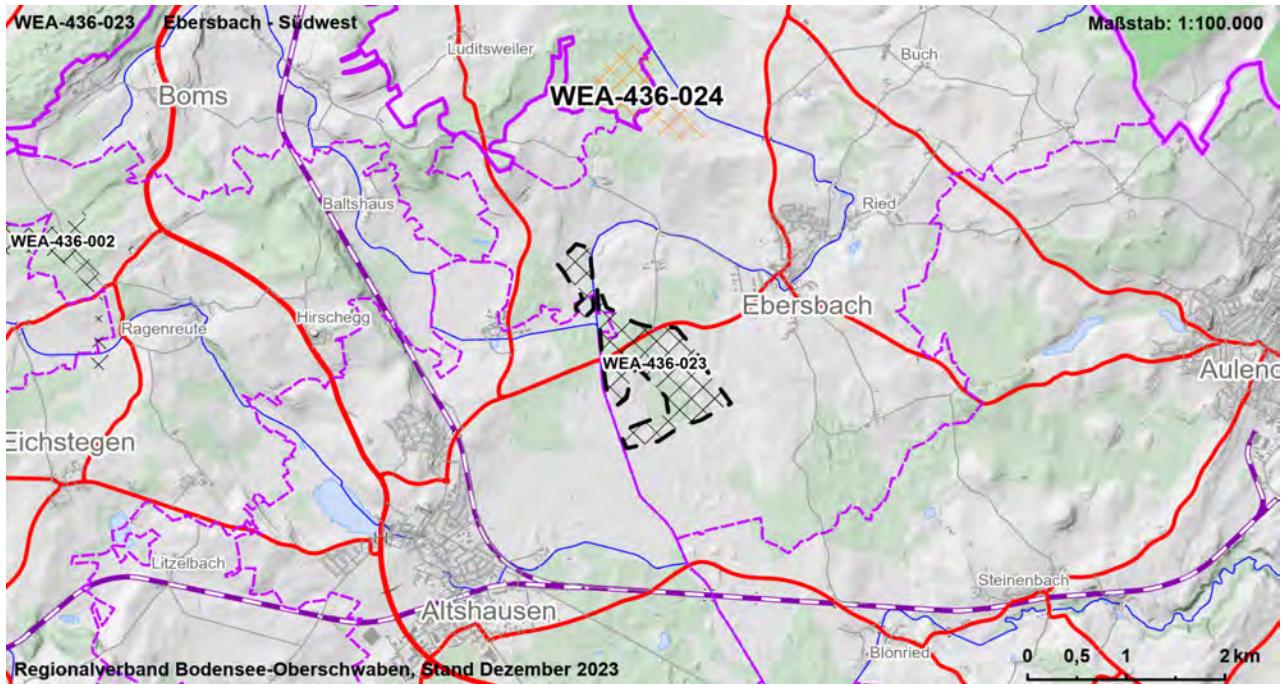 WEA-436-023 Ebersbach - Südwest
Maßstab: 1:100.000
Luditsweiler
Buch
Boms
WEA-436-024
Baltshaus
Ried
WEA-436-002
Ebersbach
Ragenreute
Hirschegg
WEA-436-023
Aulend
Eichstegen
Litzelbach
Steinenbach
Altshausen
Blönried
Regionalverband Bodensee-Oberschwaben, Stand Dezember 2023
0 0,5 1 2 km